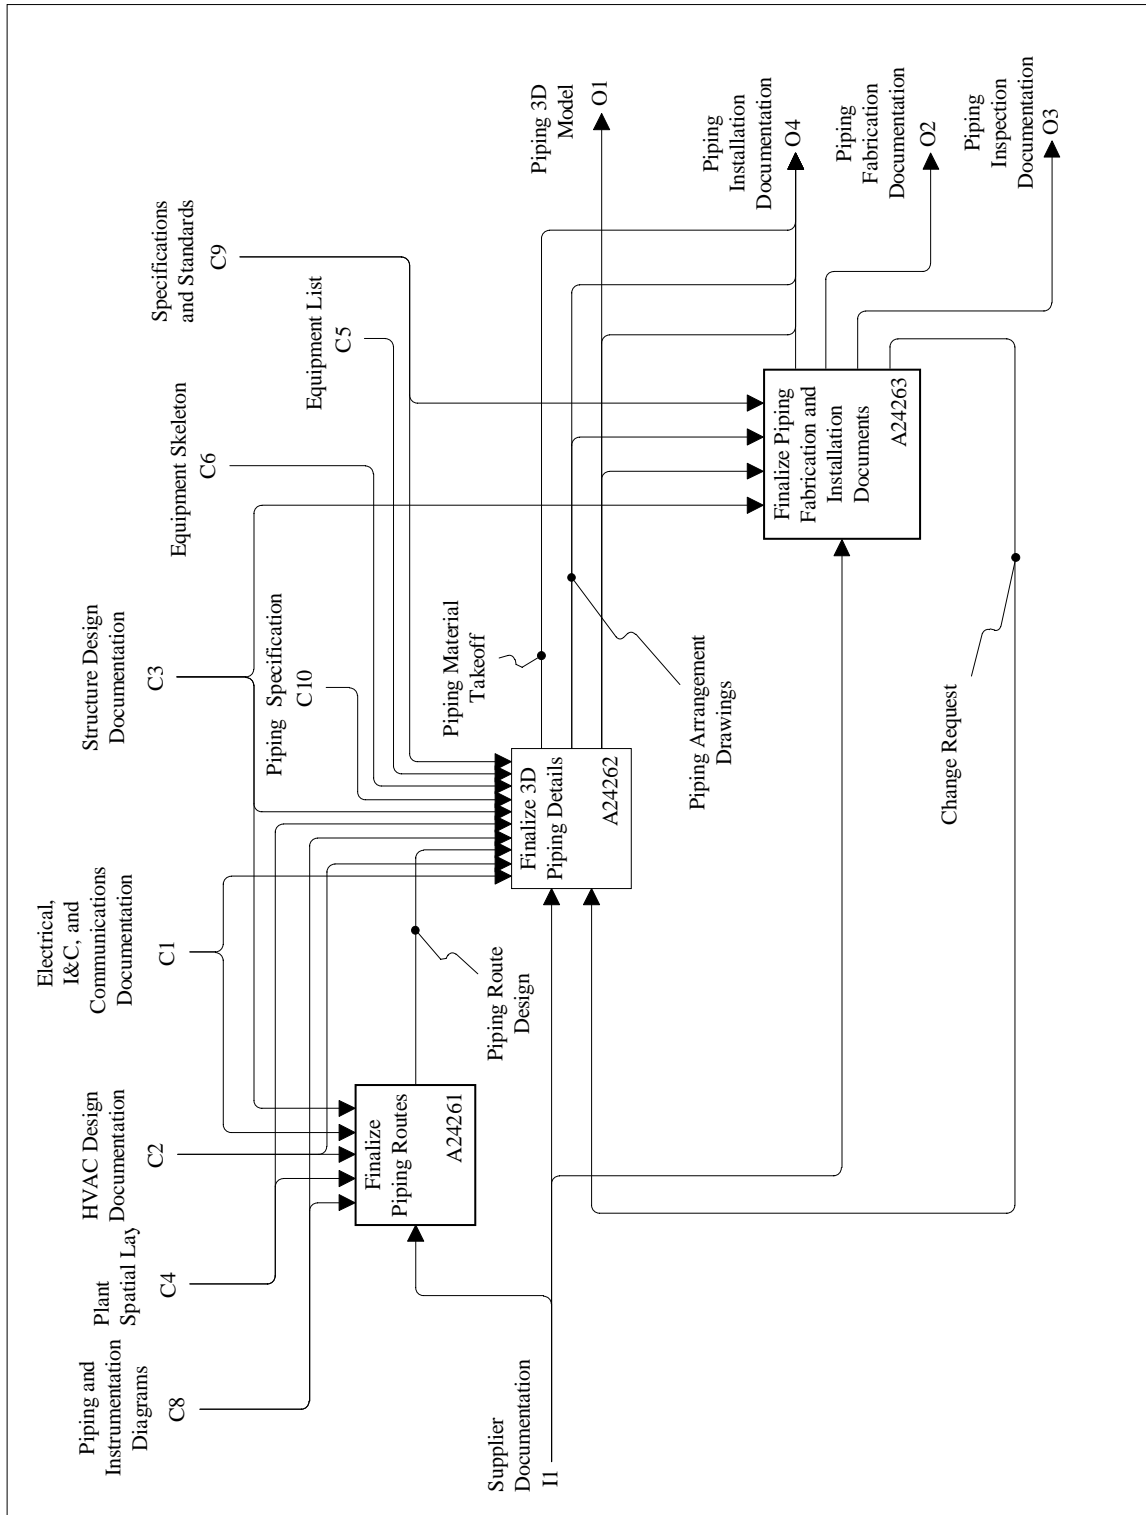 Piping and
Instrumentation
Diagrams
C8
Plant
Spatial Lay
C4
HVAC Design
Documentation
C2
Electrical,
I&C, and
Communications
Documentation
C1
Structure Design
Documentation
C3
Piping Specification
C10
Equipment Skeleton
C6
Equipment List
C5
Specifications
and Standards
C9
Finalize
Piping Routes
A24261
Piping Route
Design
Finalize 3D
Piping Details
A24262
Piping Material
Takeoff
Piping Arrangement
Drawings
Finalize Piping
Fabrication and
Installation
Documents
A24263
Change Request
Supplier
Documentation
I1
Piping 3D
Model
O1
Piping
Installation
Documentation
O4
Piping
Fabrication
Documentation
O2
Piping
Inspection
Documentation
O3